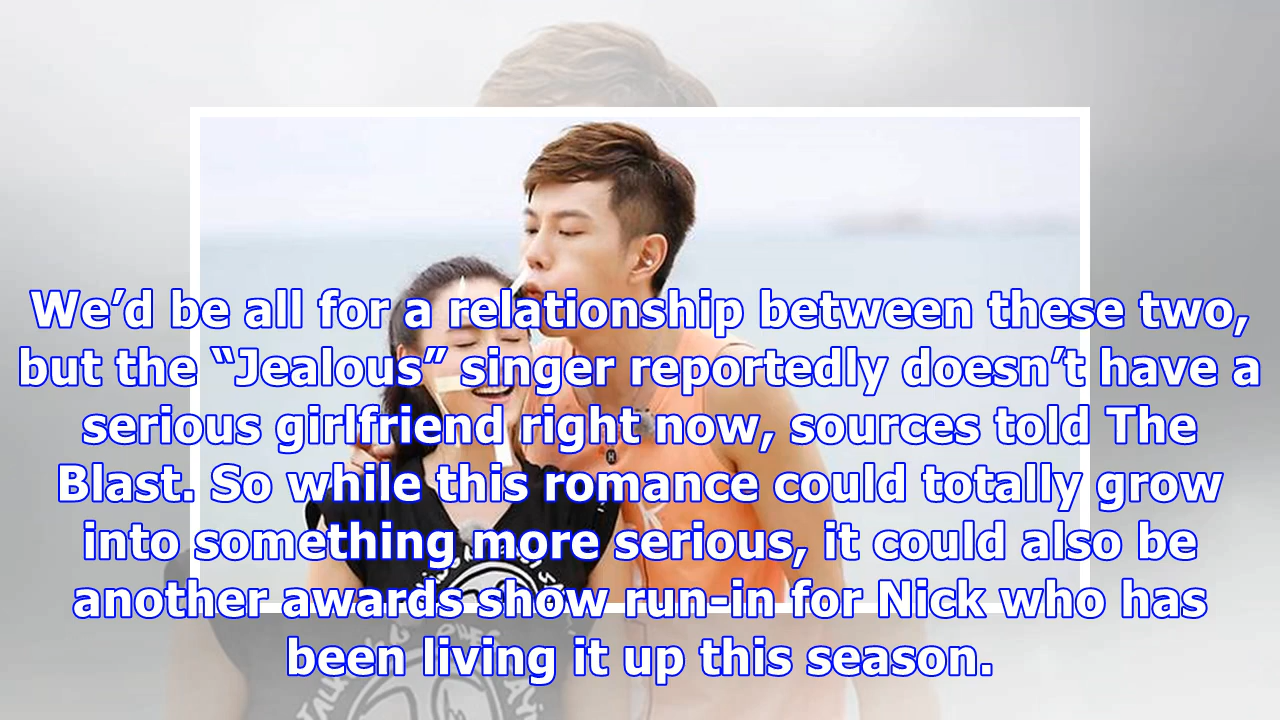 We’d be all for a relationship between these two,
but the “Jealous” singer reportedly doesn’t have a
serious girlfriend right now, sources told The
Blast. So while this romance could totally grow
into something more serious, it could also be
another awards show run-in for Nick who has
been living it up this season.